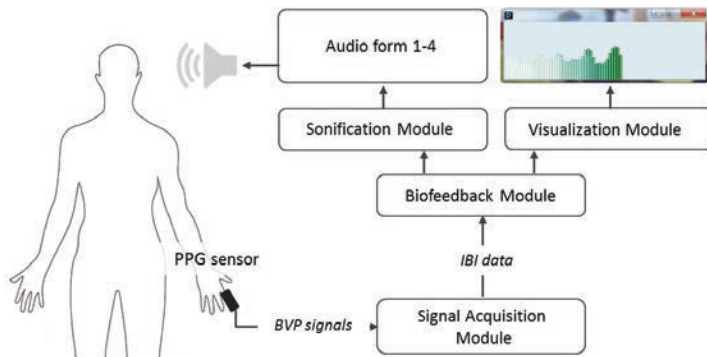 Audio form 1-4
Sonification Module
Visualization Module
Biofeedback Module
PPG sensor
IBI data
BVP signals
Signal Acquisition
Module